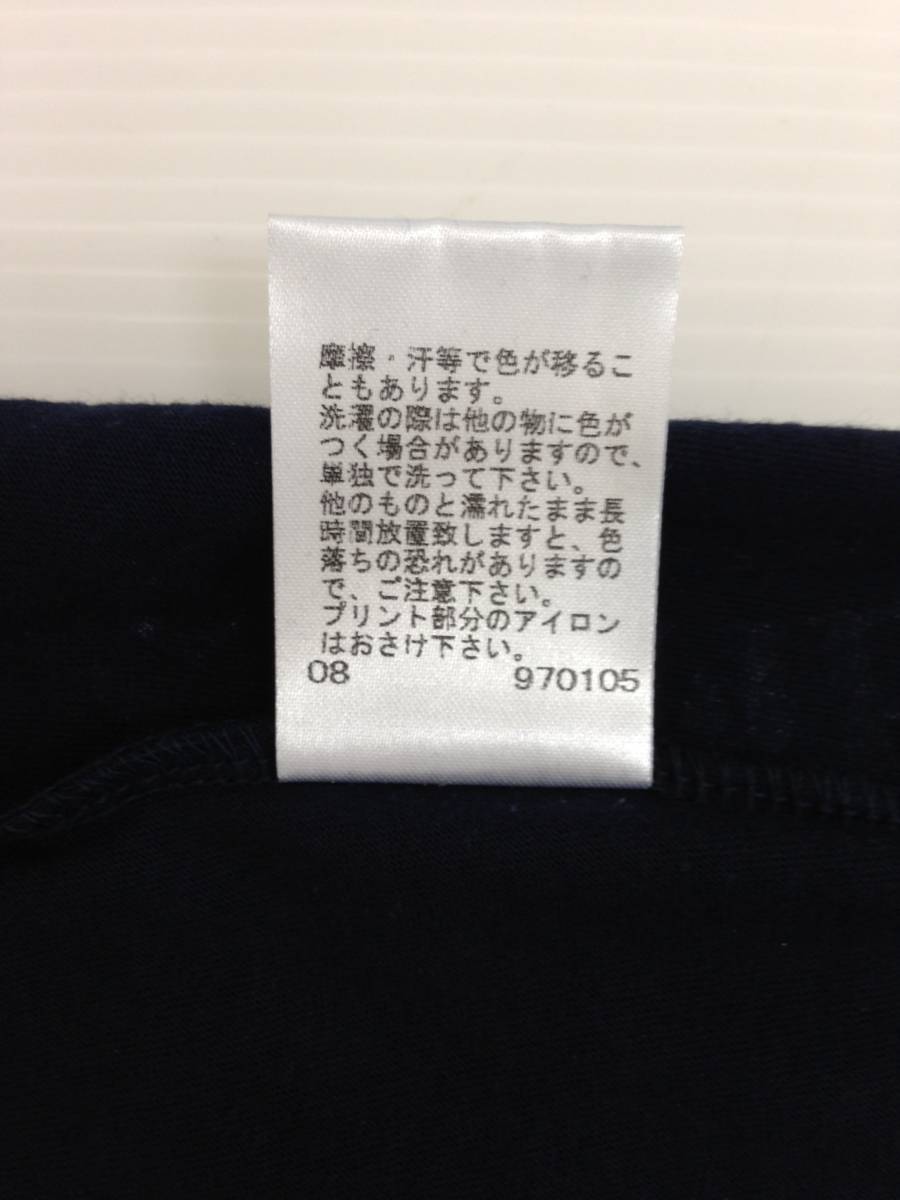 摩擦・汗等で色が移るこ
ともあります。
洗濯の際は他の物に色が
つく場合がありますので、
単独で洗って下さい。
他のものと濡れたまま長
時間放置致しますと、色
落ちの恐れがありますの
で、ご注意下さい。
プリント部分のアイロン
はおさけ下さい。
08 970105